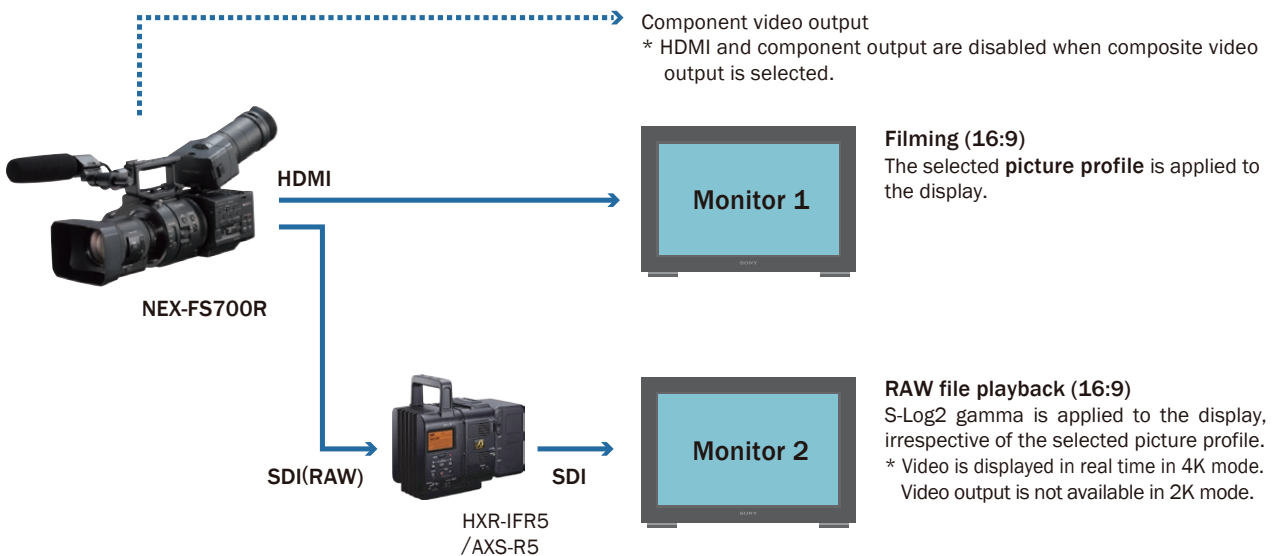 Component video output
* HDMI and component output are disabled when composite video
output is selected.
HDMI
Monitor 1
SONY
Filming (16:9)
The selected picture profile is applied to
the display.
NEX-FS700R
SDI(RAW)
HXR-IFR5
/AXS-R5
SDI
Monitor 2
SONY
RAW file playback (16:9)
S-Log2 gamma is applied to the display,
irrespective of the selected picture profile.
* Video is displayed in real time in 4K mode.
Video output is not available in 2K mode.